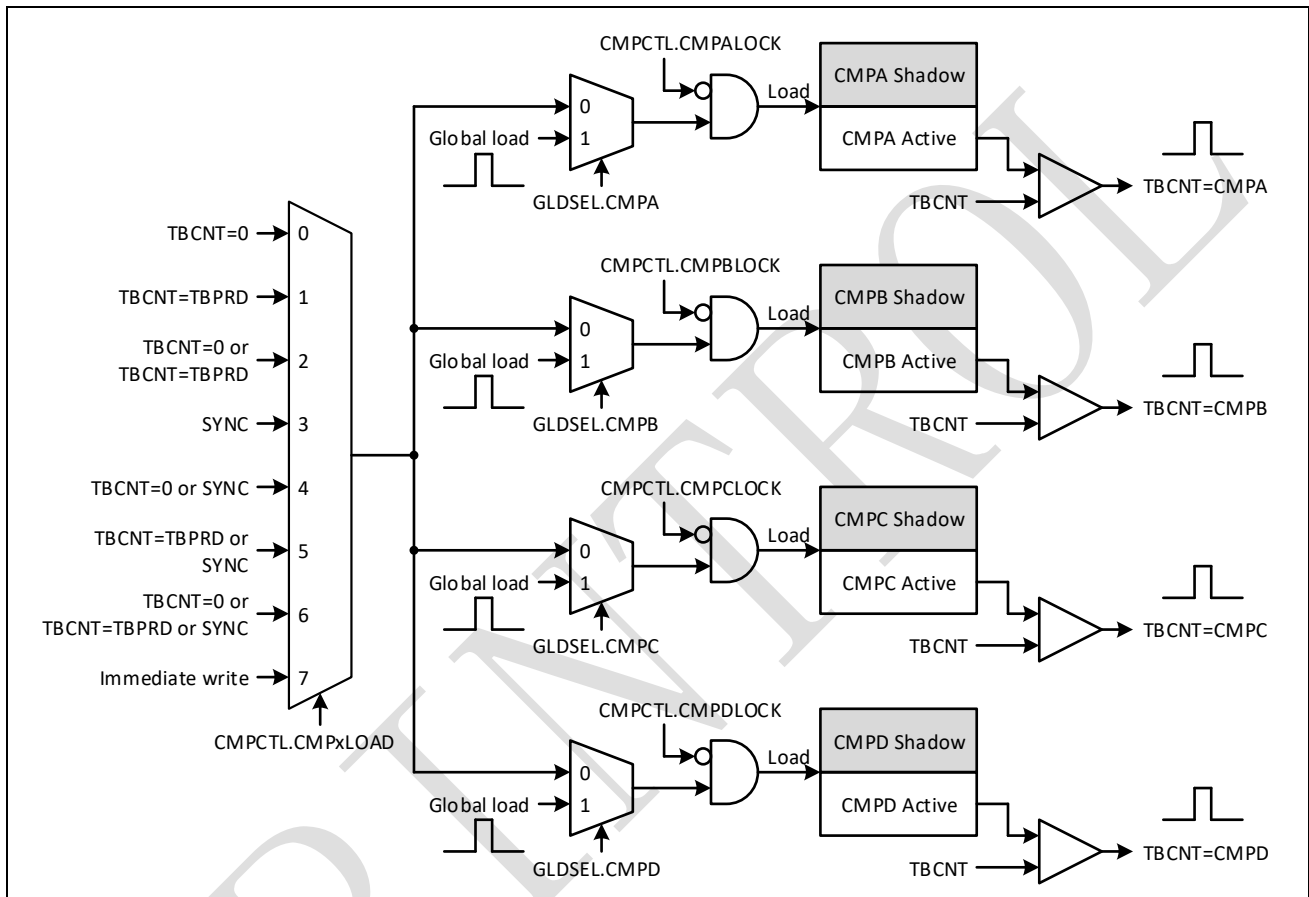 CMPCTL.CMPALOCK
CMPA Shadow
Load
0
Global load
1
CMPA Active
GLDSEL.CMPA
TBCNT
TBCNT=CMPA
TBCNT=0
0
CMPCTL.CMPBLOCK
CMPB Shadow
Load
TBCNT=TBPRD
1
0
Global load
1
CMPB Active
TBCNT=0 or
TBCNT=TBPRD
2
GLDSEL.CMPB
TBCNT
TBCNT=CMPB
SYNC
3
TBCNT=0 or SYNC
4
CMPCTL.CMPCLOCK
CMPC Shadow
Load
TBCNT=TBPRD or
SYNC
5
0
Global load
1
CMPC Active
TBCNT=0 or
TBCNT=TBPRD or SYNC
6
GLDSEL.CMPC
TBCNT
TBCNT=CMPC
Immediate write
7
CMPCTL.CMPxLOAD
CMPCTL.CMPDLOCK
CMPD Shadow
Load
0
Global load
1
CMPD Active
GLDSEL.CMPD
TBCNT
TBCNT=CMPD
P INTROL